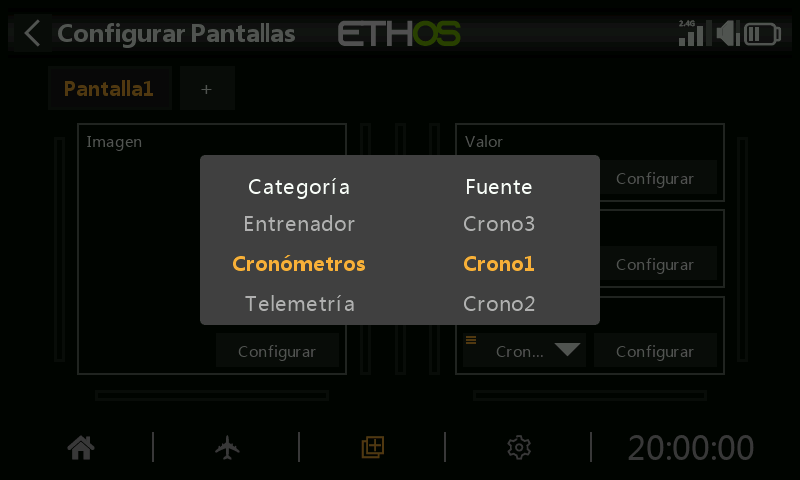 Configurar Pantallas
ETHOS
2.4G
Pantalla1
+
Imagen
Valor
Configurar
Categoría
Fuente
Entrenador
Crono3
Cronómetros
Crono1
Configurar
Telemetría
Crono2
Configurar
Cron...
Configurar
20:00:00